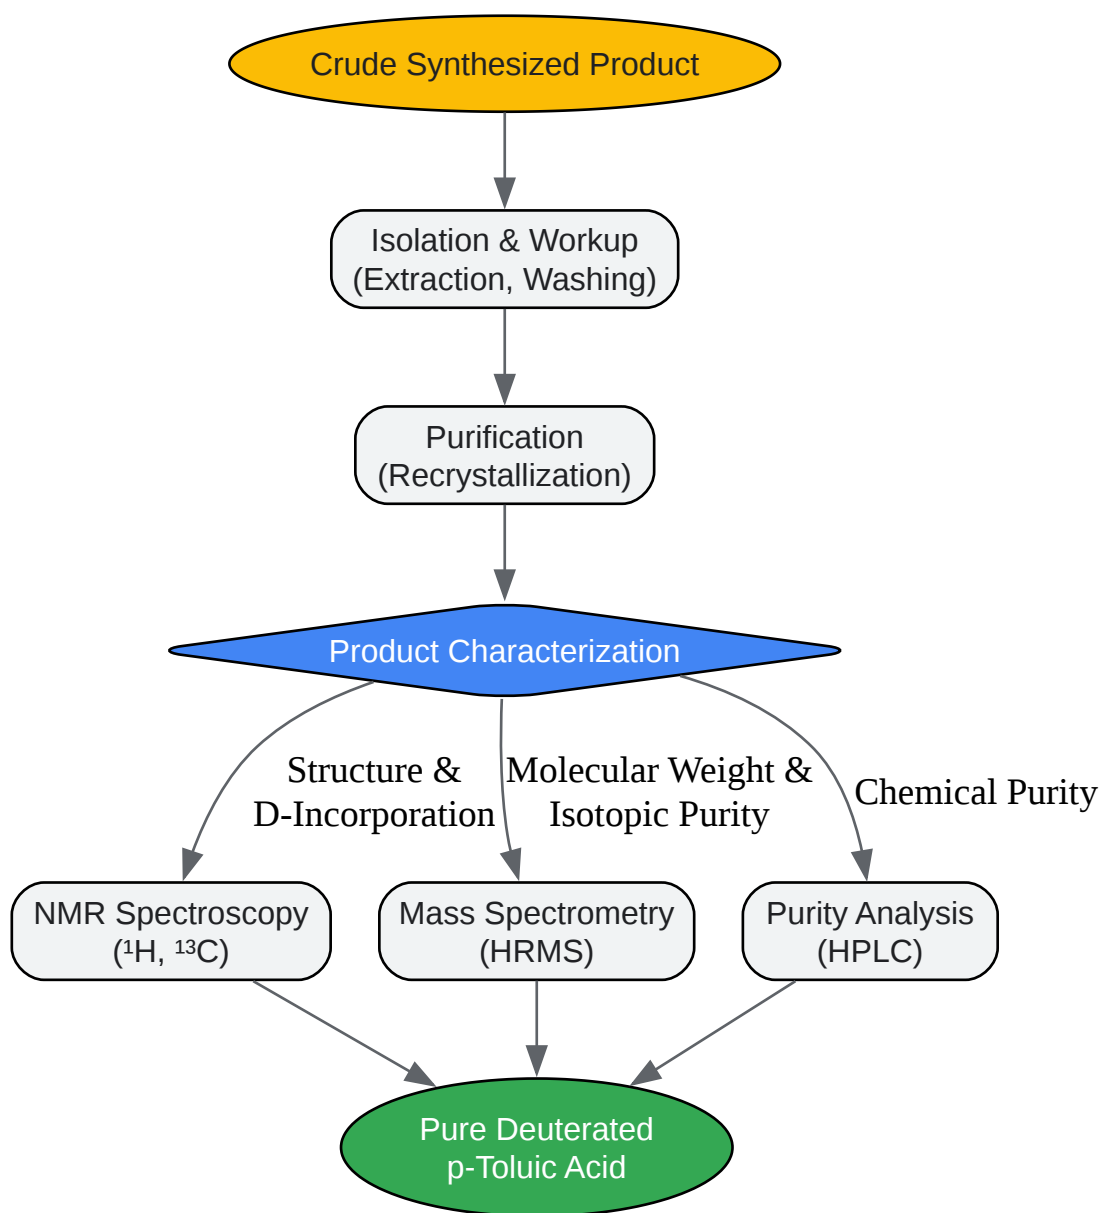 Crude Synthesized Product
Isolation & Workup
(Extraction, Washing)
Purification
(Recrystallization)
Product Characterization
Structure &
D-Incorporation
Molecular Weight &
Isotopic Purity
Chemical Purity
NMR Spectroscopy
(¹H, ¹³C)
Mass Spectrometry
(HRMS)
Purity Analysis
(HPLC)
Pure Deuterated
p-Toluic Acid